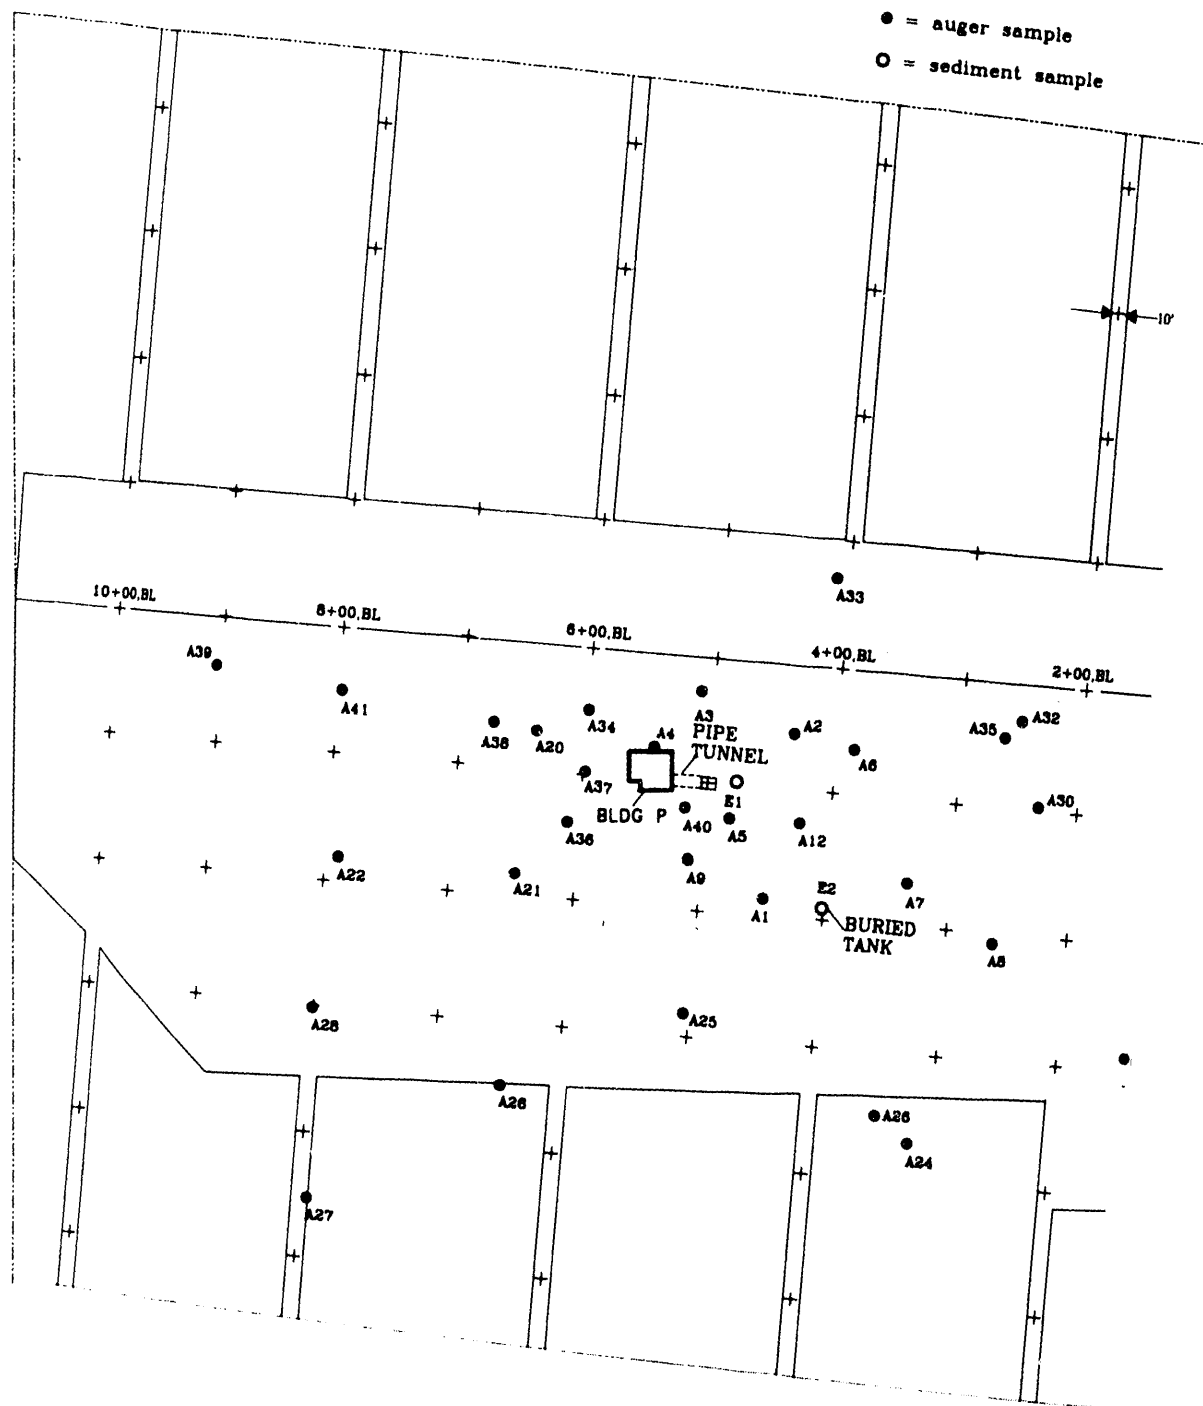 ● = auger sample
○ = sediment sample
10'
A33
10+00,BL
8+00,BL
6+00,BL
4+00,BL
2+00,BL
A39
A41
A38
A20
A34
A3
A4
PIPE
TUNNEL
A2
A6
A35
A32
A37
BLDG P
E1
A40
A5
A12
A30
A36
A22
A21
A9
A1
E2
A7
BURIED
TANK
A8
A28
A25
A26
A26
A24
A27